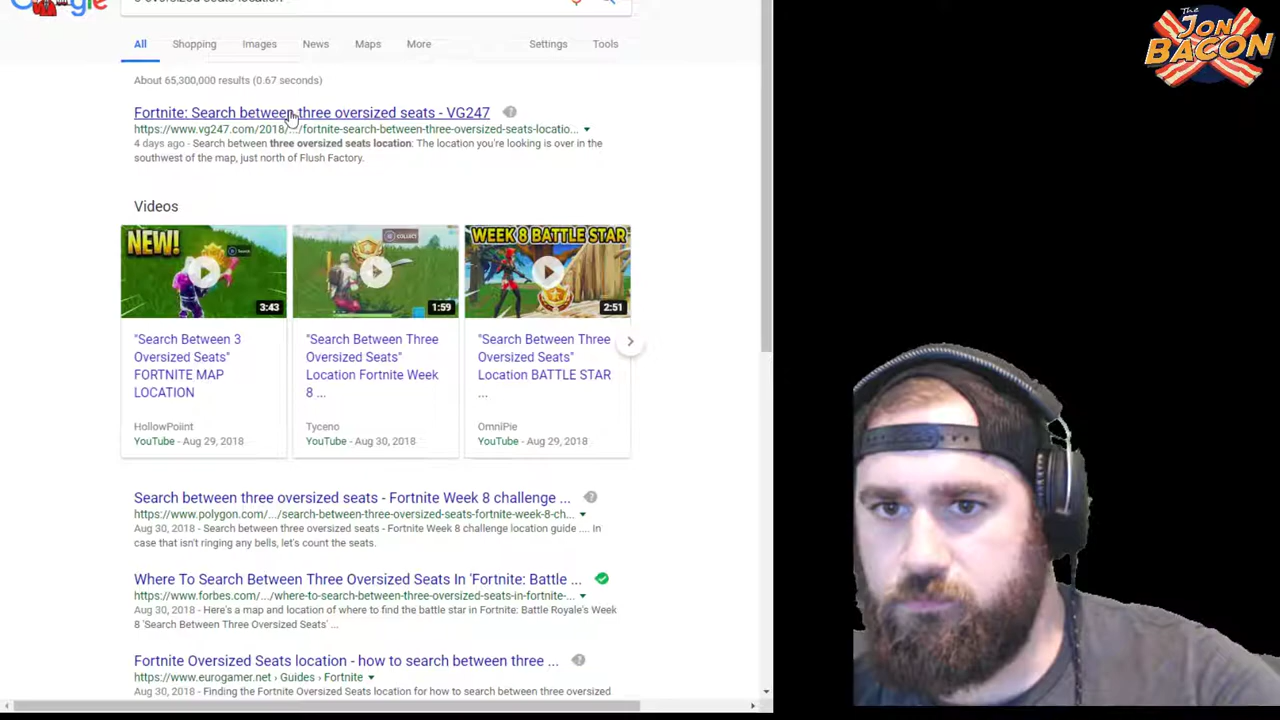 3 oversized seats location
The
JON
BACON
All Shopping Images News Maps More Settings Tools
About 65,300,000 results (0.67 seconds)
Fortnite: Search between three oversized seats - VG247
https://www.vg247.com/2018/.../fortnite-search-between-three-oversized-seats-locatio...
4 days ago - Search between three oversized seats location: The location you're looking is over in the
southwest of the map, just north of Flush Factory.
Videos
NEW!
Search
3:43
COLLECT
1:59
WEEK 8 BATTLE STAR
2:51
"Search Between 3
Oversized Seats"
FORTNITE MAP
LOCATION
HollowPoiint
YouTube - Aug 29, 2018
"Search Between Three
Oversized Seats"
Location Fortnite Week
8 ...
Tyceno
YouTube - Aug 30, 2018
"Search Between Three
Oversized Seats"
Location BATTLE STAR
...
OmniPie
YouTube - Aug 29, 2018
Search between three oversized seats - Fortnite Week 8 challenge ...
https://www.polygon.com/.../search-between-three-oversized-seats-fortnite-week-8-ch...
Aug 30, 2018 - Search between three oversized seats - Fortnite Week 8 challenge location guide .... In
case that isn't ringing any bells, let's count the seats.
Where To Search Between Three Oversized Seats In 'Fortnite: Battle ...
https://www.forbes.com/.../where-to-search-between-three-oversized-seats-in-fortnite-...
Aug 30, 2018 - Here's a map and location of where to find the battle star in Fortnite: Battle Royale's Week
8 'Search Between Three Oversized Seats' ...
Fortnite Oversized Seats location - how to search between three ...
https://www.eurogamer.net › Guides › Fortnite
Aug 30, 2018 - Finding the Fortnite Oversized Seats location for how to search between three oversized